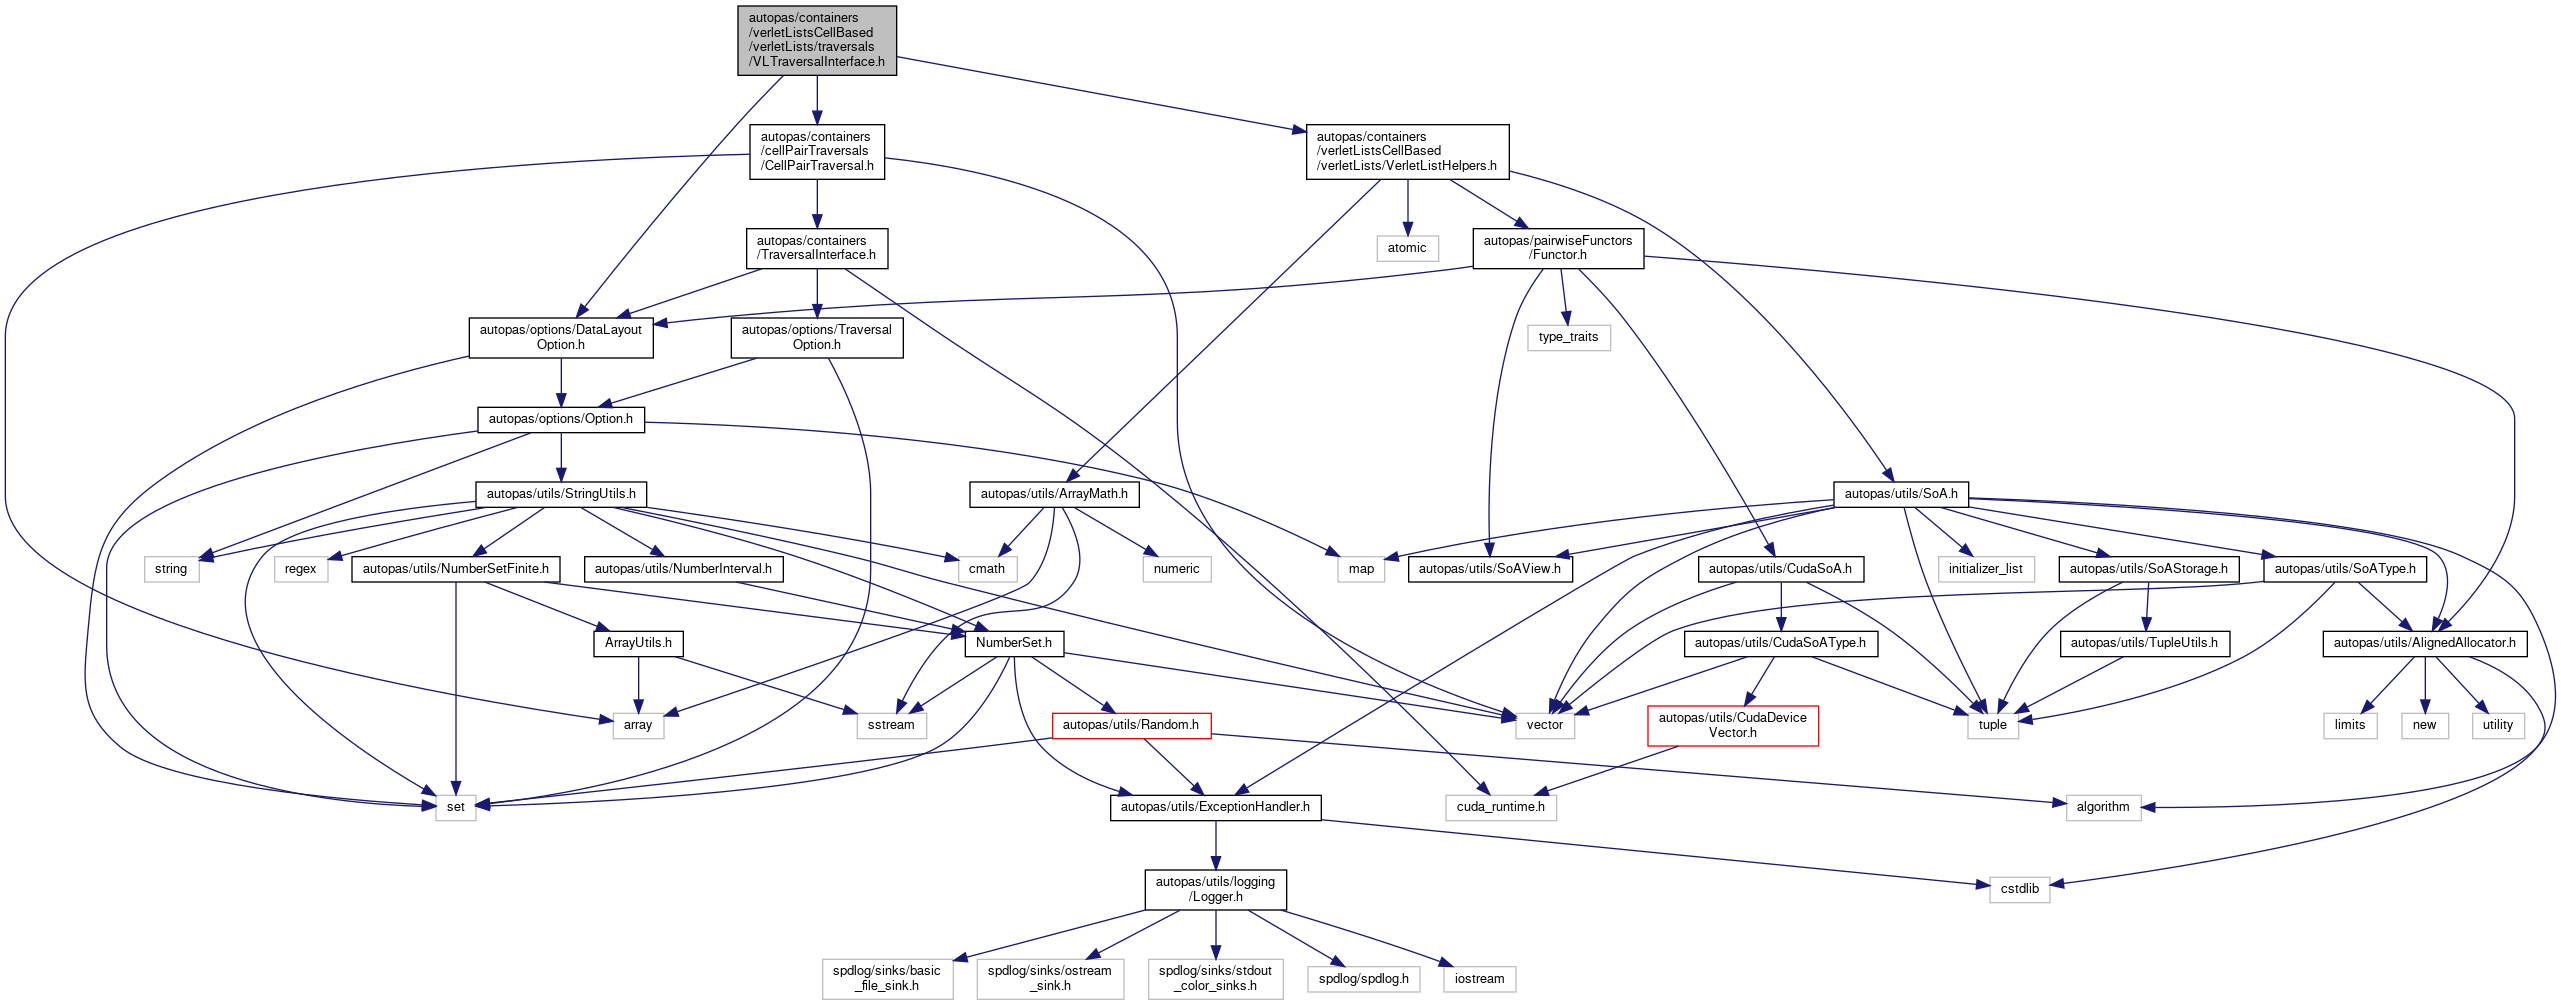 autopas/containers
/verletListsCellBased
/verletLists/traversals
/VLTraversalInterface.h
autopas/containers
/cellPairTraversals
/CellPairTraversal.h
autopas/containers
/verletListsCellBased
/verletLists/VerletListHelpers.h
autopas/containers
/TraversalInterface.h
atomic
autopas/pairwiseFunctors
/Functor.h
autopas/options/DataLayout
Option.h
autopas/options/Traversal
Option.h
type_traits
autopas/options/Option.h
autopas/utils/StringUtils.h
autopas/utils/ArrayMath.h
autopas/utils/SoA.h
string
regex
autopas/utils/NumberSetFinite.h
autopas/utils/NumberInterval.h
cmath
numeric
map
autopas/utils/SoAView.h
autopas/utils/CudaSoA.h
initializer_list
autopas/utils/SoAStorage.h
autopas/utils/SoAType.h
ArrayUtils.h
NumberSet.h
autopas/utils/CudaSoAType.h
autopas/utils/TupleUtils.h
autopas/utils/AlignedAllocator.h
array
sstream
autopas/utils/Random.h
vector
autopas/utils/CudaDevice
Vector.h
tuple
limits
new
utility
set
autopas/utils/ExceptionHandler.h
cuda_runtime.h
algorithm
autopas/utils/logging
/Logger.h
cstdlib
spdlog/sinks/basic
_file_sink.h
spdlog/sinks/ostream
_sink.h
spdlog/sinks/stdout
_color_sinks.h
spdlog/spdlog.h
iostream